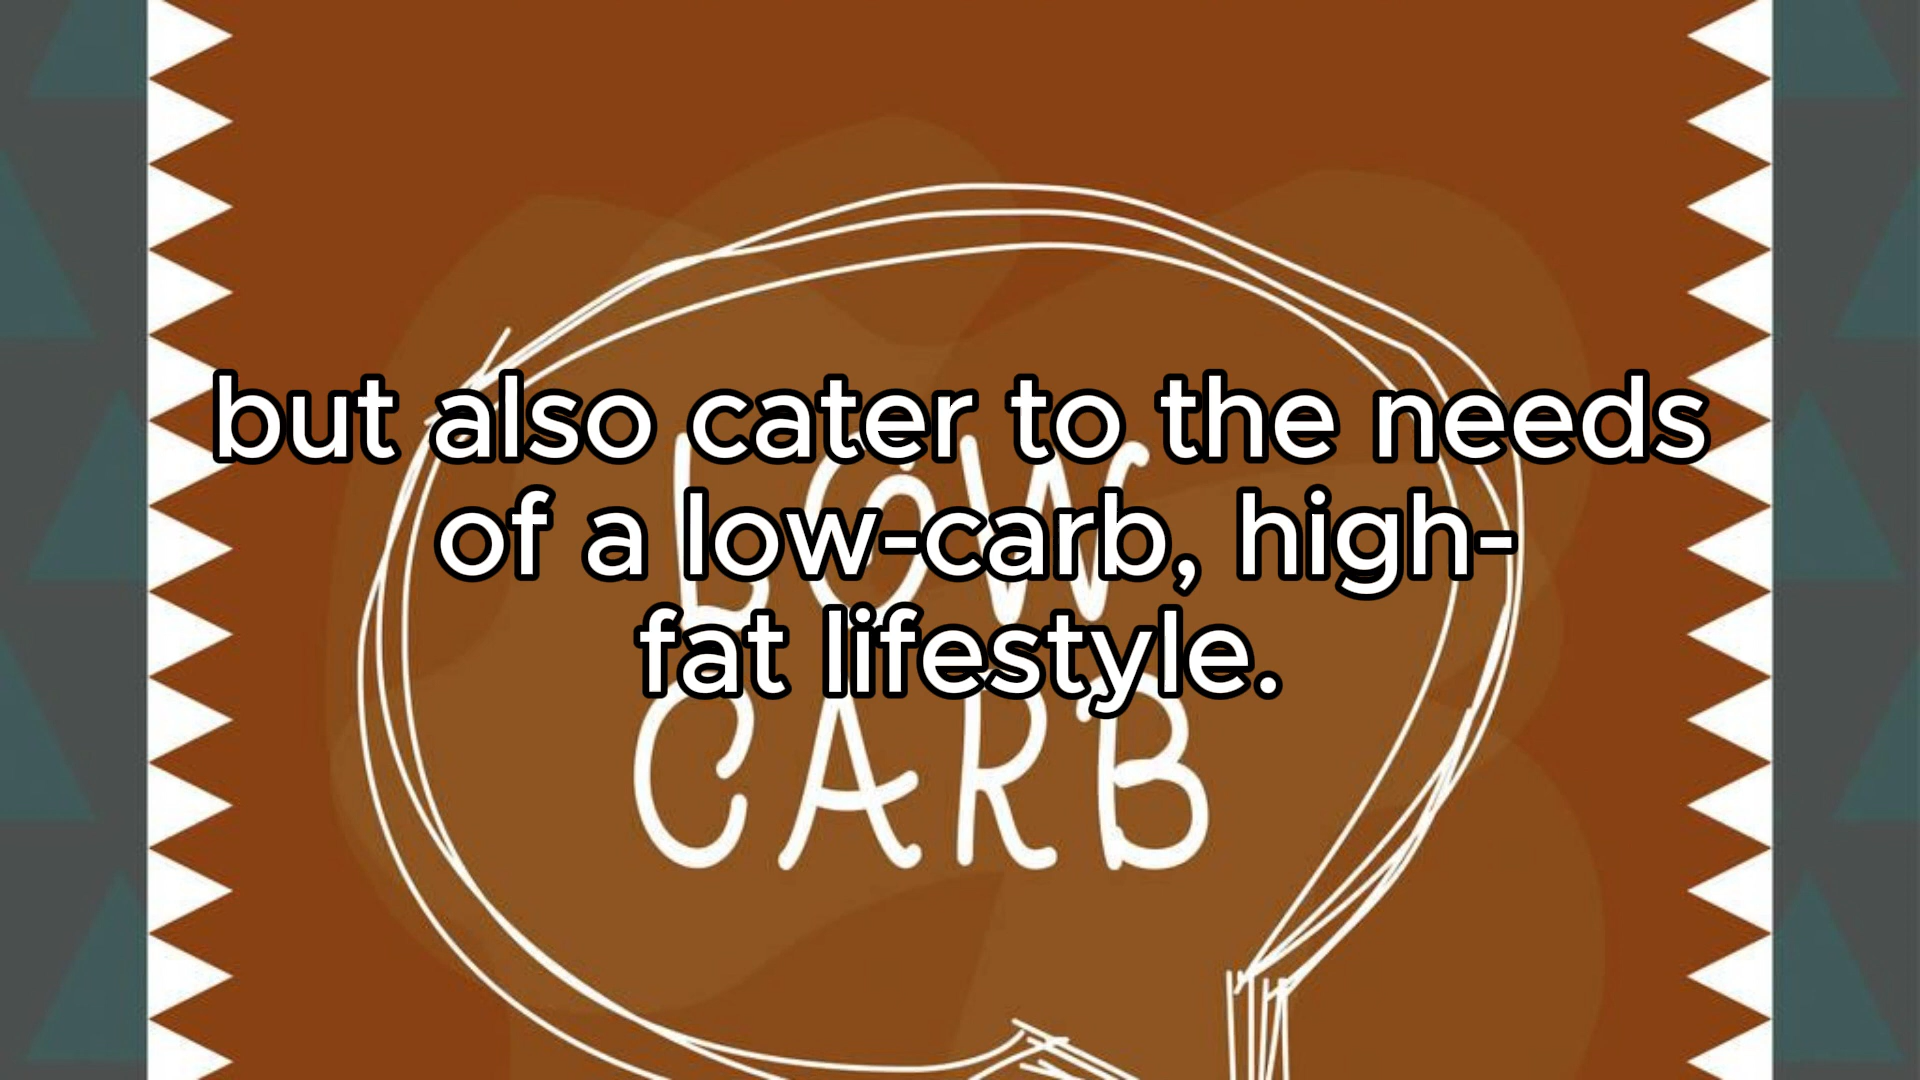 but also cater to the needs
of a low-carb, high-
fat lifestyle.
LOW
CARB